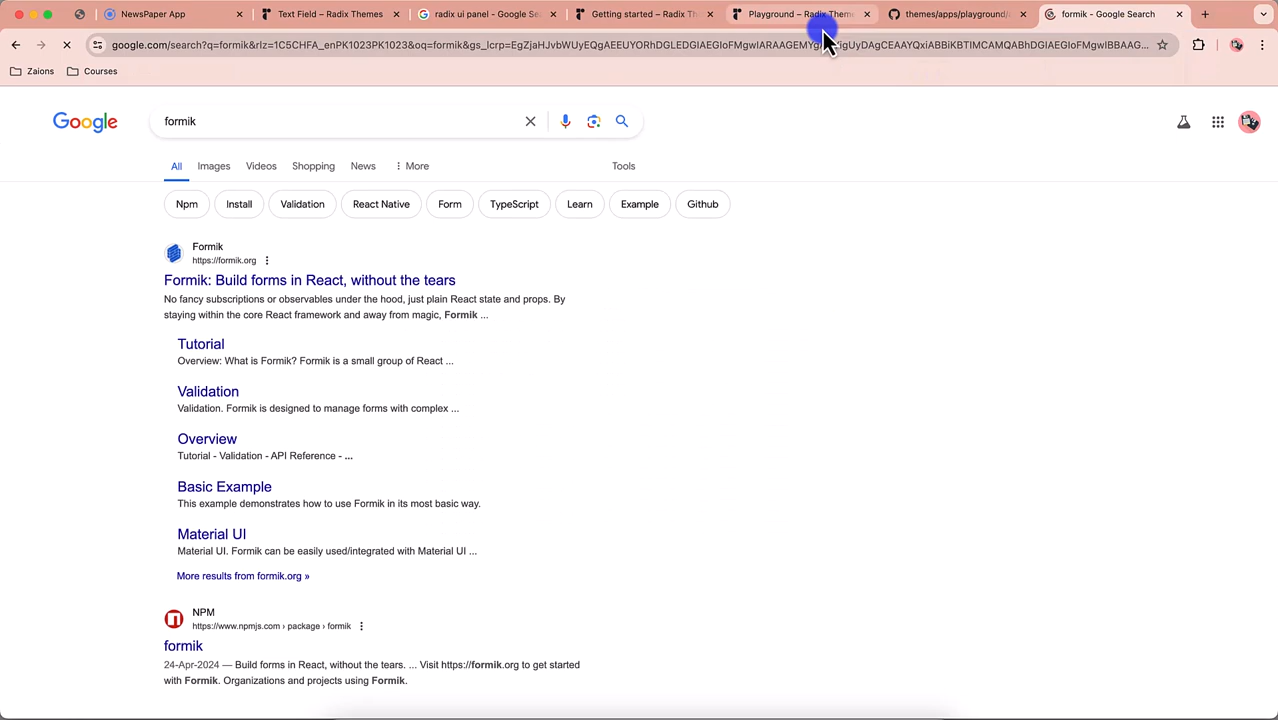 NewsPaper App
Text Field – Radix Themes
radix ui panel - Google Se
Getting started – Radix Th
Playground – Radix Theme
themes/apps/playground/
formik - Google Search
google.com/search?q=formik&rlz=1C5CHFA_enPK1023PK1023&oq=formik&gs_lcrp=
Zaions
Courses
Google
formik
All
Images
Videos
Shopping
News
More
Tools
Npm
Install
Validation
React Native
Form
TypeScript
Learn
Example
Github
Formik
https://formik.org
Formik: Build forms in React, without the tears
No fancy subscriptions or observables under the hood, just plain React state and props. By
staying within the core React framework and away from magic, Formik ...
Tutorial
Overview: What is Formik? Formik is a small group of React ...
Validation
Validation. Formik is designed to manage forms with complex ...
Overview
Tutorial - Validation - API Reference - ...
Basic Example
This example demonstrates how to use Formik in its most basic way.
Material UI
Material UI. Formik can be easily used/integrated with Material UI ...
More results from formik.org »
NPM
https://www.npmjs.com › package › formik
formik
24-Apr-2024 — Build forms in React, without the tears. ... Visit https://formik.org to get started
with Formik. Organizations and projects using Formik.